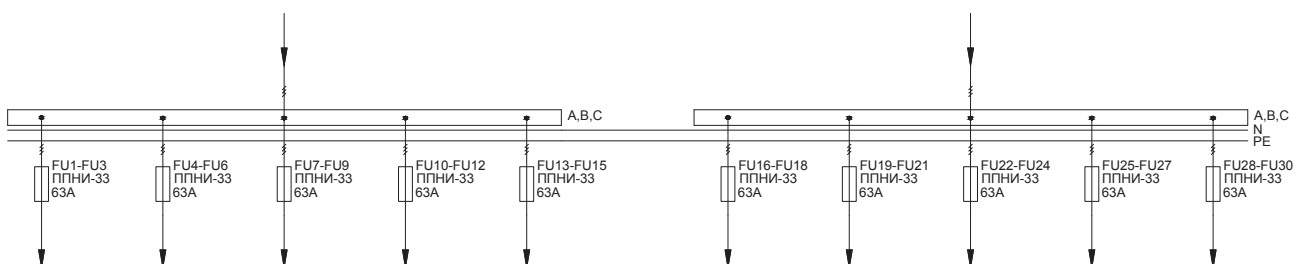 A,B,C
A,B,C
N
PE
FU1-FU3
ППНИ-33
63А
FU4-FU6
ППНИ-33
63А
FU7-FU9
ППНИ-33
63А
FU10-FU12
ППНИ-33
63А
FU13-FU15
ППНИ-33
63А
FU16-FU18
ППНИ-33
63А
FU19-FU21
ППНИ-33
63А
FU22-FU24
ППНИ-33
63А
FU25-FU27
ППНИ-33
63А
FU28-FU30
ППНИ-33
63А